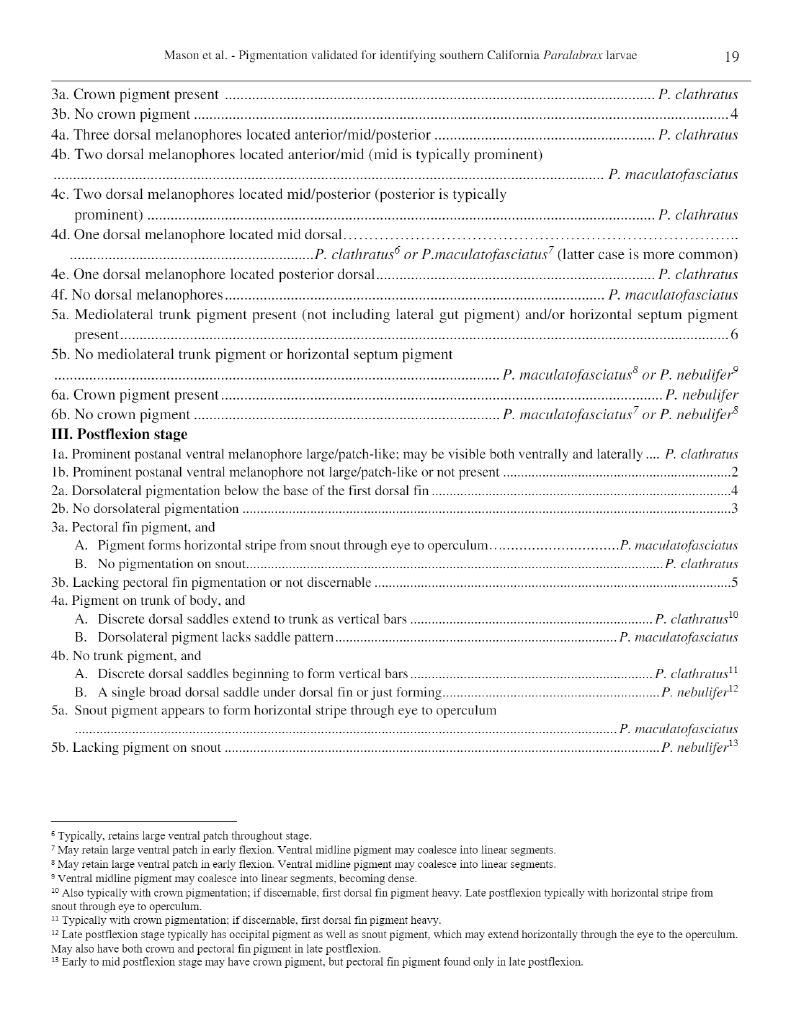 Mason et al. - Pigmentation validated for identifying southern California Paralabrax larvae 19
3a. Crown pigment present ........ P. clathratus
3b. No crown pigment ........ 4
4a. Three dorsal melanophores located anterior/mid/posterior ........ P. clathratus
4b. Two dorsal melanophores located anterior/mid (mid is typically prominent)
........ P. maculatofasciatus
4c. Two dorsal melanophores located mid/posterior (posterior is typically
prominent) ........ P. clathratus
4d. One dorsal melanophore located mid dorsal........
........P. clathratus⁶ or P.maculatofasciatus⁷ (latter case is more common)
4e. One dorsal melanophore located posterior dorsal........ P. clathratus
4f. No dorsal melanophores........ P. maculatofasciatus
5a. Mediolateral trunk pigment present (not including lateral gut pigment) and/or horizontal septum pigment
present........ 6
5b. No mediolateral trunk pigment or horizontal septum pigment
........ P. maculatofasciatus⁸ or P. nebulifer⁹
6a. Crown pigment present........ P. nebulifer
6b. No crown pigment ........ P. maculatofasciatus⁷ or P. nebulifer⁸
III. Postflexion stage
1a. Prominent postanal ventral melanophore large/patch-like; may be visible both ventrally and laterally .... P. clathratus
1b. Prominent postanal ventral melanophore not large/patch-like or not present ........2
2a. Dorsolateral pigmentation below the base of the first dorsal fin ........4
2b. No dorsolateral pigmentation ........3
3a. Pectoral fin pigment, and
A. Pigment forms horizontal stripe from snout through eye to operculum........P. maculatofasciatus
B. No pigmentation on snout........ P. clathratus
3b. Lacking pectoral fin pigmentation or not discernable ........5
4a. Pigment on trunk of body, and
A. Discrete dorsal saddles extend to trunk as vertical bars ........ P. clathratus¹⁰
B. Dorsolateral pigment lacks saddle pattern........ P. maculatofasciatus
4b. No trunk pigment, and
A. Discrete dorsal saddles beginning to form vertical bars ........ P. clathratus¹¹
B. A single broad dorsal saddle under dorsal fin or just forming........ P. nebulifer¹²
5a. Snout pigment appears to form horizontal stripe through eye to operculum
........ P. maculatofasciatus
5b. Lacking pigment on snout ........ P. nebulifer¹³
⁶ Typically, retains large ventral patch throughout stage.
⁷ May retain large ventral patch in early flexion. Ventral midline pigment may coalesce into linear segments.
⁸ May retain large ventral patch in early flexion. Ventral midline pigment may coalesce into linear segments.
⁹ Ventral midline pigment may coalesce into linear segments, becoming dense.
¹⁰ Also typically with crown pigmentation; if discernable, first dorsal fin pigment heavy. Late postflexion typically with horizontal stripe from
snout through eye to operculum.
¹¹ Typically with crown pigmentation; if discernable, first dorsal fin pigment heavy.
¹² Late postflexion stage typically has occipital pigment as well as snout pigment, which may extend horizontally through the eye to the operculum.
May also have both crown and pectoral fin pigment in late postflexion.
¹³ Early to mid postflexion stage may have crown pigment, but pectoral fin pigment found only in late postflexion.